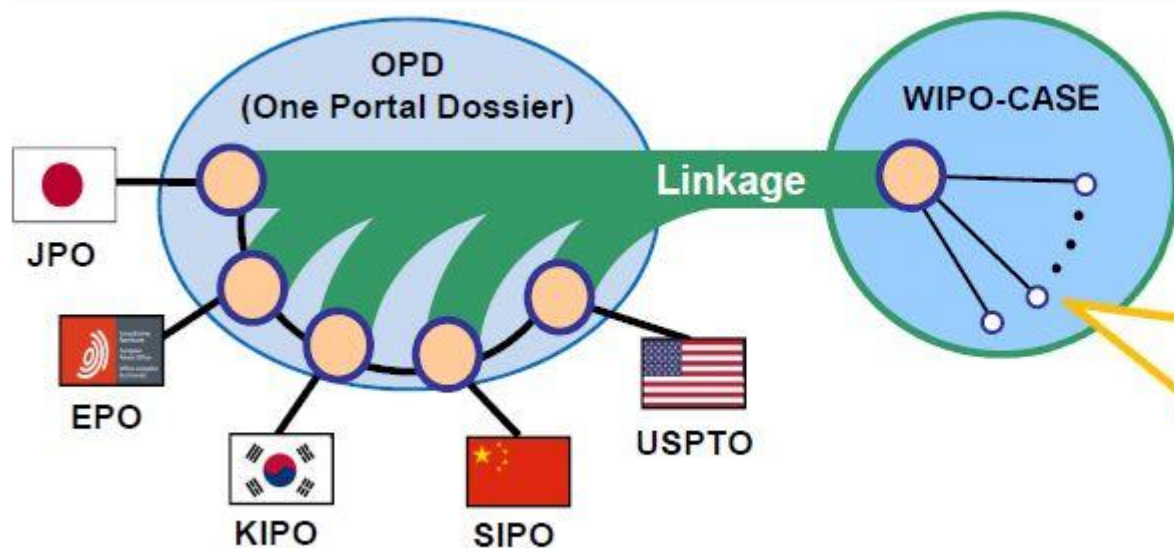 OPD
(One Portal Dossier)
WIPO-CASE
Linkage
JPO
EPO
USPTO
KIPO
SIPO